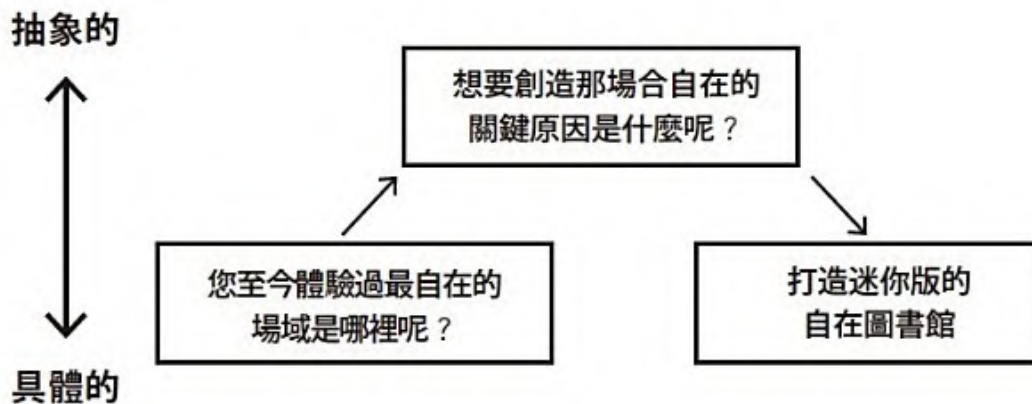 抽象的
想要創造那場合自在的
關鍵原因是什麼呢？
您至今體驗過最自在的
場域是哪裡呢？
打造迷你版的
自在圖書館
具體的